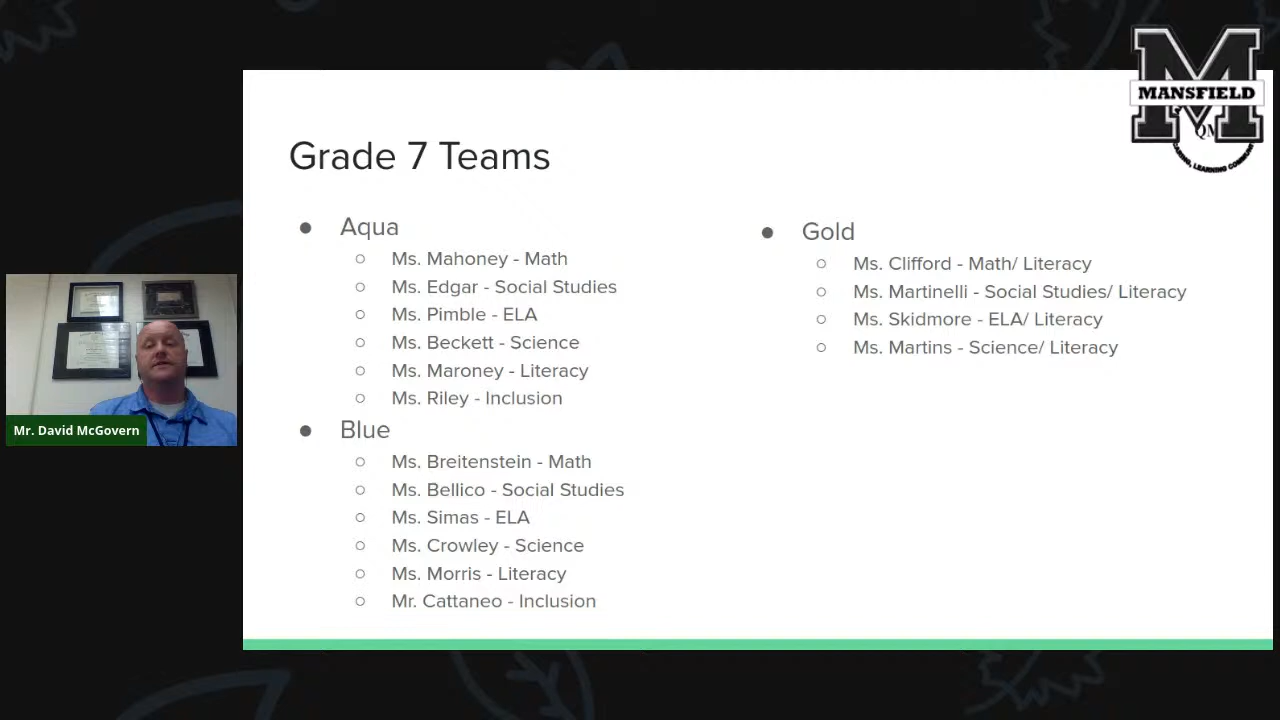 MANSFIELD
QM
Grade 7 Teams
Aqua
Ms. Mahoney - Math
Ms. Edgar - Social Studies
Ms. Pimble - ELA
Ms. Beckett - Science
Ms. Maroney - Literacy
Ms. Riley - Inclusion
Blue
Ms. Breitenstein - Math
Ms. Bellico - Social Studies
Ms. Simas - ELA
Ms. Crowley - Science
Ms. Morris - Literacy
Mr. Cattaneo - Inclusion
Gold
Ms. Clifford - Math/ Literacy
Ms. Martinelli - Social Studies/ Literacy
Ms. Skidmore - ELA/ Literacy
Ms. Martins - Science/ Literacy
Mr. David McGovern